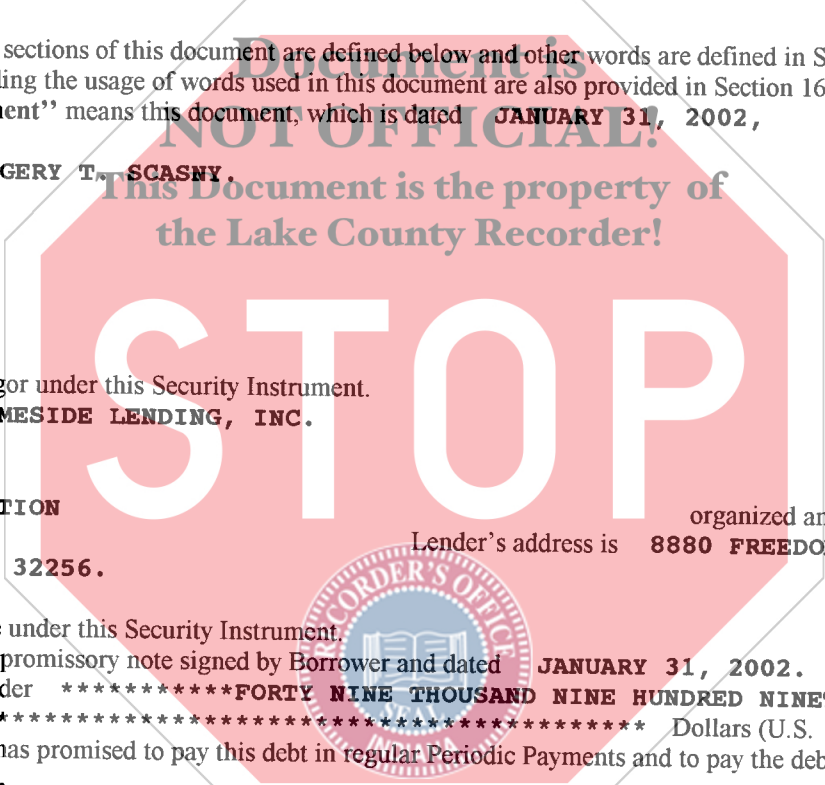 sections of this document are defined below and other words are defined in S
ling the usage of words used in this document are also provided in Section 16
Document is
ment" means this document, which is dated JANUARY 31, 2002,
NOT OFFICIAL!
GERY T. SCASNY.
This Document is the property of
the Lake County Recorder!
STOP
gor under this Security Instrument.
MESIDE LENDING, INC.
TION
organized an
Lender's address is 8880 FREEDO
32256.
RECORDER'S OFFICE
under this Security Instrument.
promissory note signed by Borrower and dated JANUARY 31, 2002.
der ***********FORTY NINE THOUSAND NINE HUNDRED NINE
SEAL
****************************************** Dollars (U.S.
has promised to pay this debt in regular Periodic Payments and to pay the deb